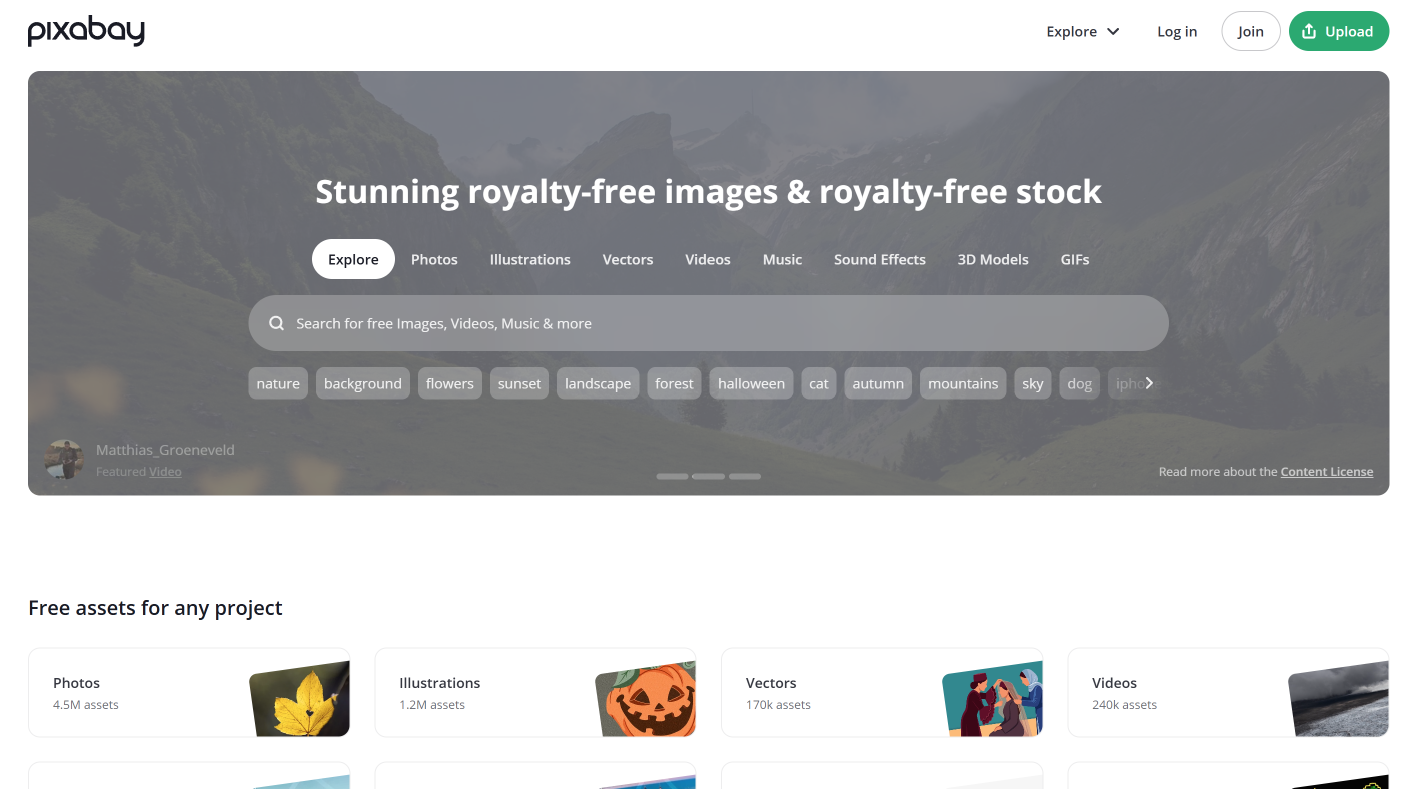 pixabay
Explore Log in Join Upload
Stunning royalty-free images & royalty-free stock
Explore Photos Illustrations Vectors Videos Music Sound Effects 3D Models GIFs
Search for free Images, Videos, Music & more
nature background flowers sunset landscape forest halloween cat autumn mountains sky dog ipho
Matthias_Groeneveld
Featured Video
Read more about the Content License
Free assets for any project
Photos
4.5M assets
Illustrations
1.2M assets
Vectors
170k assets
Videos
240k assets